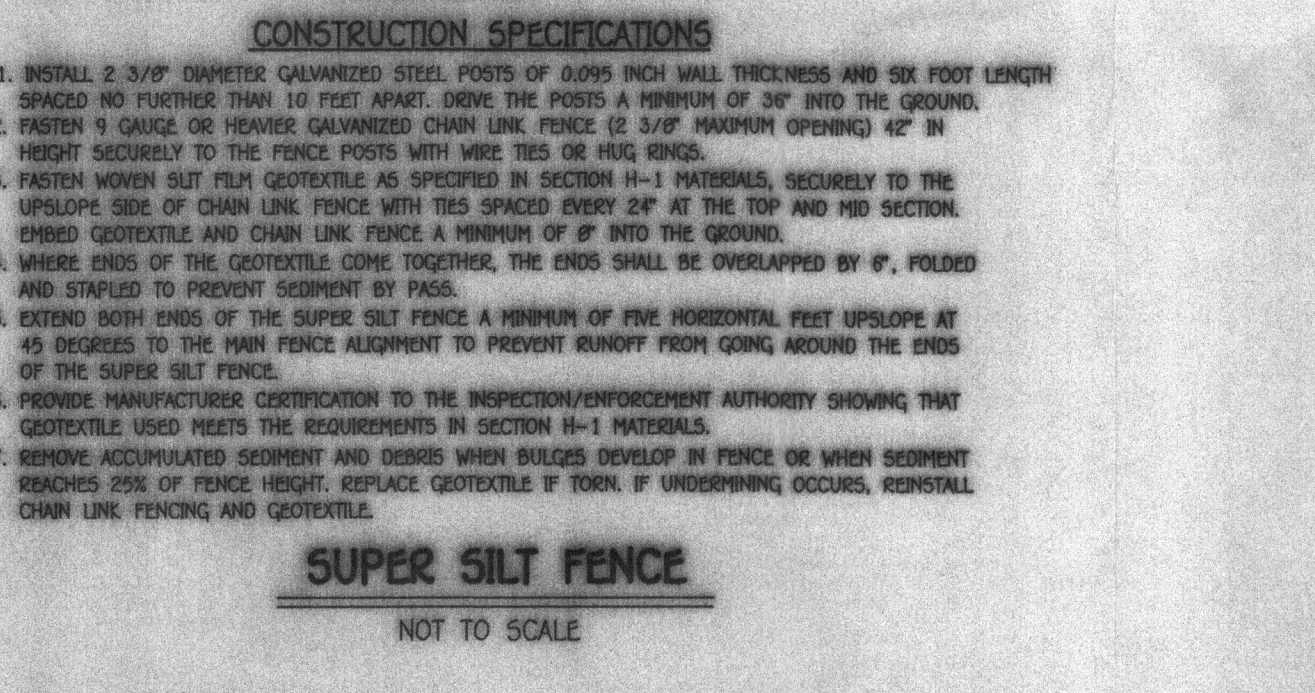 CONSTRUCTION SPECIFICATIONS
1. INSTALL 2 3/8" DIAMETER GALVANIZED STEEL POSTS OF 0.095 INCH WALL THICKNESS AND SIX FOOT LENGTH
SPACED NO FURTHER THAN 10 FEET APART. DRIVE THE POSTS A MINIMUM OF 36" INTO THE GROUND.
FASTEN 9 GAUGE OR HEAVIER GALVANIZED CHAIN LINK FENCE (2 3/8" MAXIMUM OPENING) 42" IN
HEIGHT SECURELY TO THE FENCE POSTS WITH WIRE TIES OR HUG RINGS.
FASTEN WOVEN SLIT FILM GEOTEXTILE AS SPECIFIED IN SECTION H-1 MATERIALS, SECURELY TO THE
UPSLOPE SIDE OF CHAIN LINK FENCE WITH TIES SPACED EVERY 24" AT THE TOP AND MID SECTION.
EMBED GEOTEXTILE AND CHAIN LINK FENCE A MINIMUM OF 8" INTO THE GROUND.
WHERE ENDS OF THE GEOTEXTILE COME TOGETHER, THE ENDS SHALL BE OVERLAPPED BY 6", FOLDED
AND STAPLED TO PREVENT SEDIMENT BY PASS.
EXTEND BOTH ENDS OF THE SUPER SILT FENCE A MINIMUM OF FIVE HORIZONTAL FEET UPSLOPE AT
45 DEGREES TO THE MAIN FENCE ALIGNMENT TO PREVENT RUNOFF FROM GOING AROUND THE ENDS
OF THE SUPER SILT FENCE.
PROVIDE MANUFACTURER CERTIFICATION TO THE INSPECTION/ENFORCEMENT AUTHORITY SHOWING THAT
GEOTEXTILE USED MEETS THE REQUIREMENTS IN SECTION H-1 MATERIALS.
REMOVE ACCUMULATED SEDIMENT AND DEBRIS WHEN BULGES DEVELOP IN FENCE OR WHEN SEDIMENT
REACHES 25% OF FENCE HEIGHT. REPLACE GEOTEXTILE IF TORN. IF UNDERMINING OCCURS, REINSTALL
CHAIN LINK FENCING AND GEOTEXTILE.
SUPER SILT FENCE
NOT TO SCALE